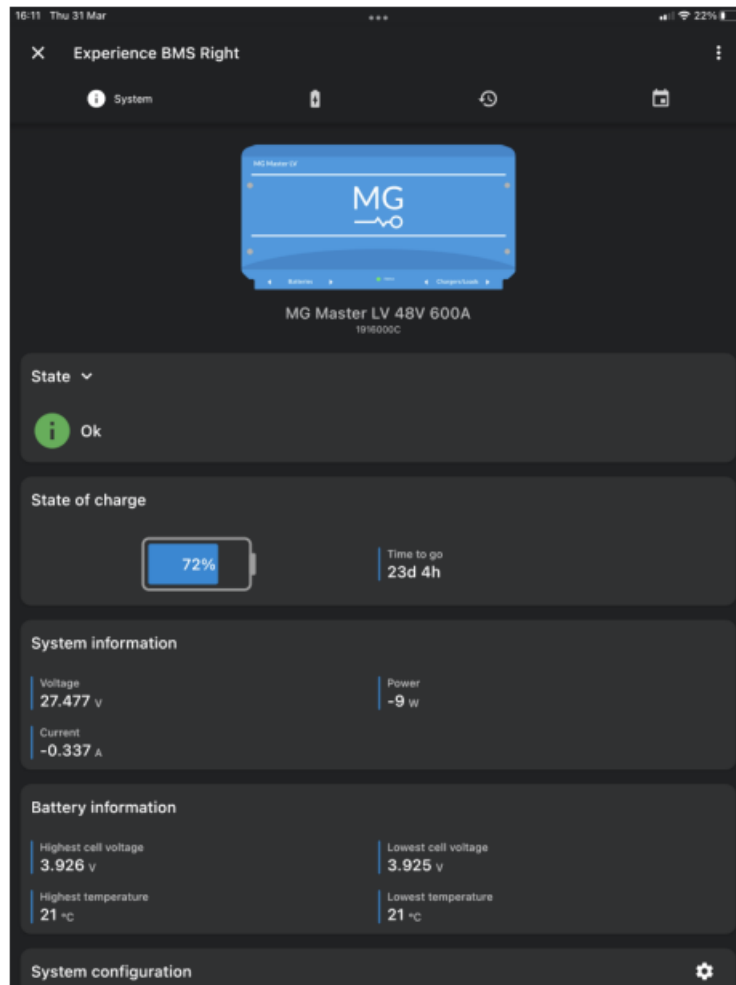 16:11 Thu 31 Mar
22%
Experience BMS Right
System
MG Master LV
MG
Batteries
Chargers/Loads
MG Master LV 48V 600A
1916000C
State
Ok
State of charge
72%
Time to go
23d 4h
System information
Voltage
27.477 V
Power
-9 W
Current
-0.337 A
Battery information
Highest cell voltage
3.926 V
Lowest cell voltage
3.925 V
Highest temperature
21 °C
Lowest temperature
21 °C
System configuration